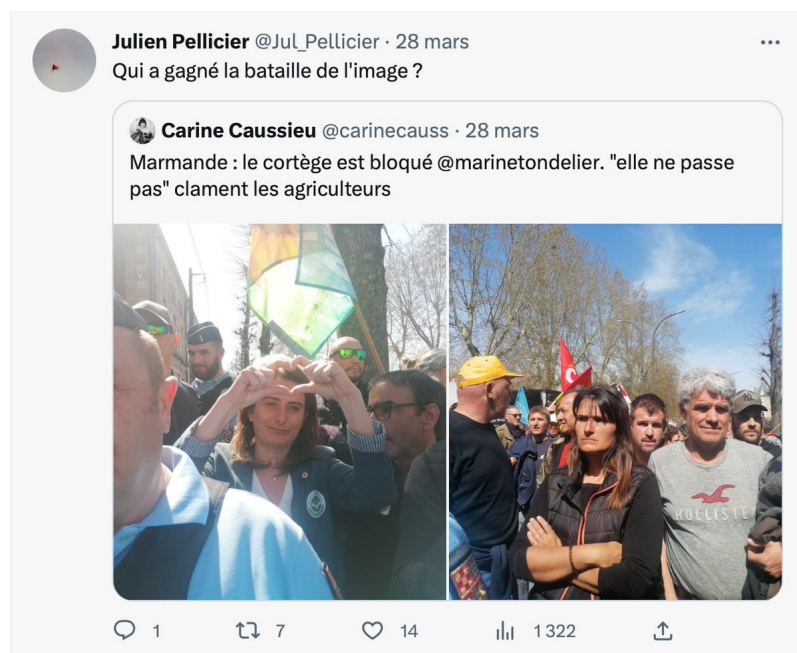 Julien Pellicier @Jul_Pellicier · 28 mars
Qui a gagné la bataille de l'image ?
Carine Caussieu @carinecauss · 28 mars
Marmande : le cortège est bloqué @marinetondelier. "elle ne passe
pas" clament les agriculteurs
HOLLISTE
1 7 14 1 322